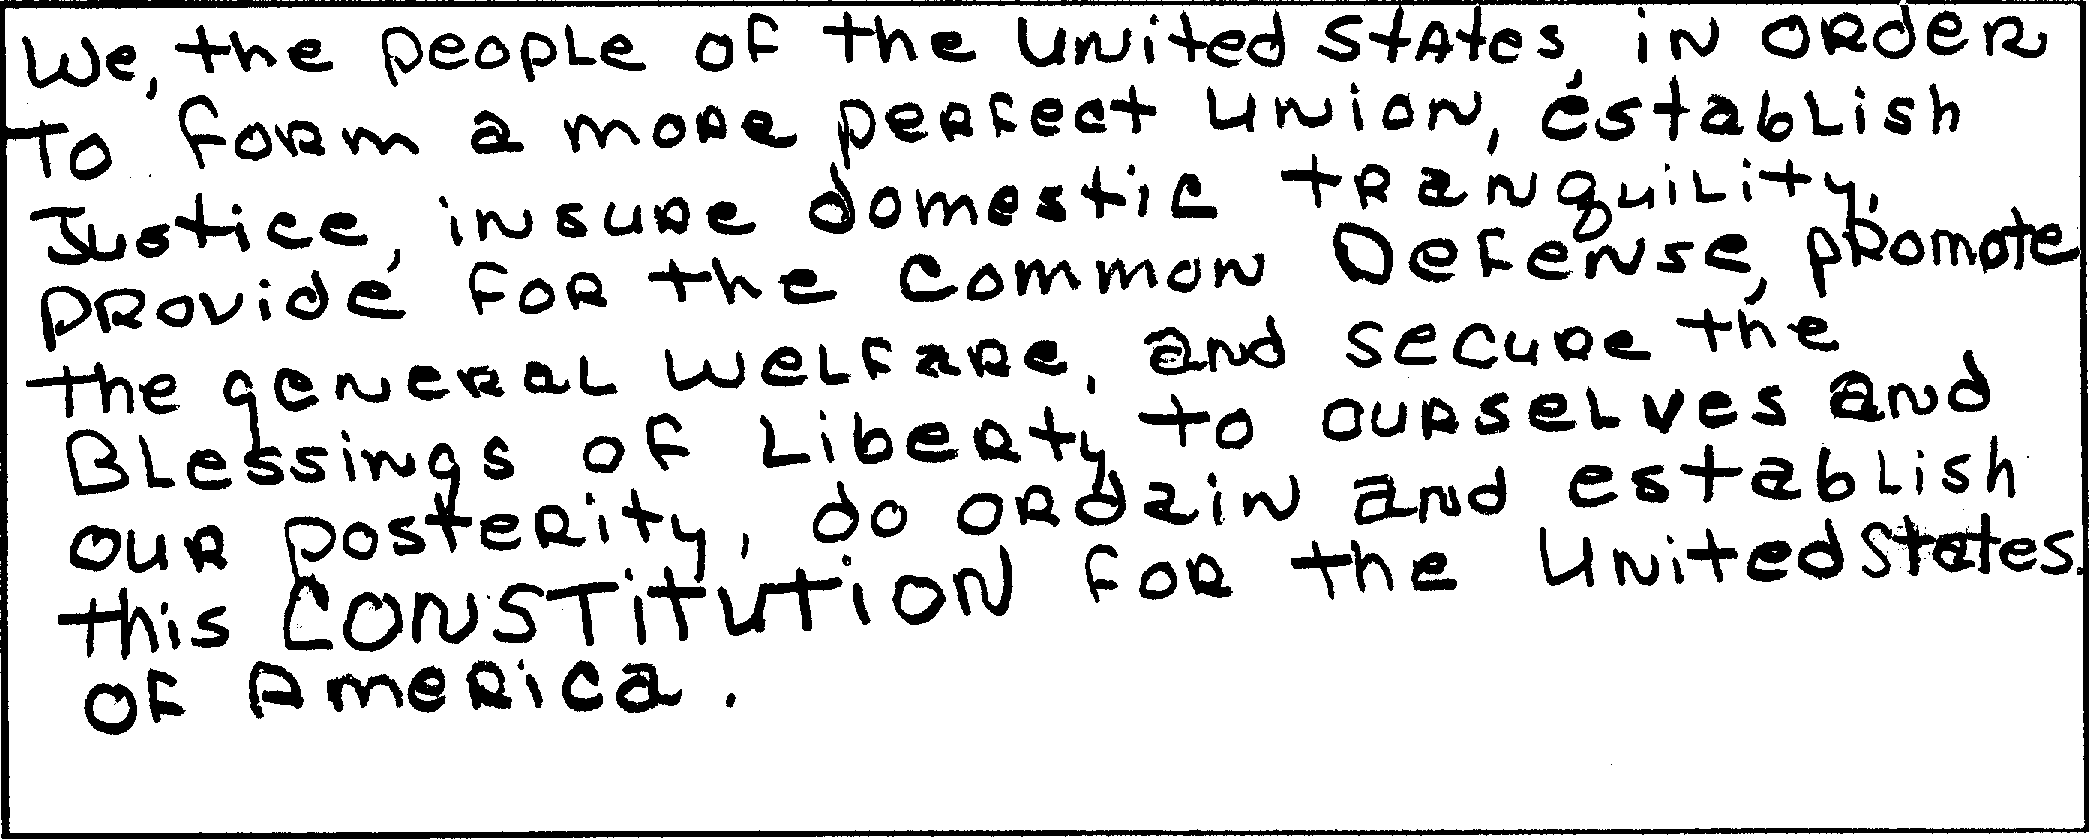 We, the people of the United States, in order
To form a more perfect union, establish
Justice, insure domestic tranquility,
provide for the common Defense, promote
the general welfare, and secure the
Blessings of Liberty to ourselves and
our posterity, do ordain and establish
this CONSTITUTION for the United States
of America.